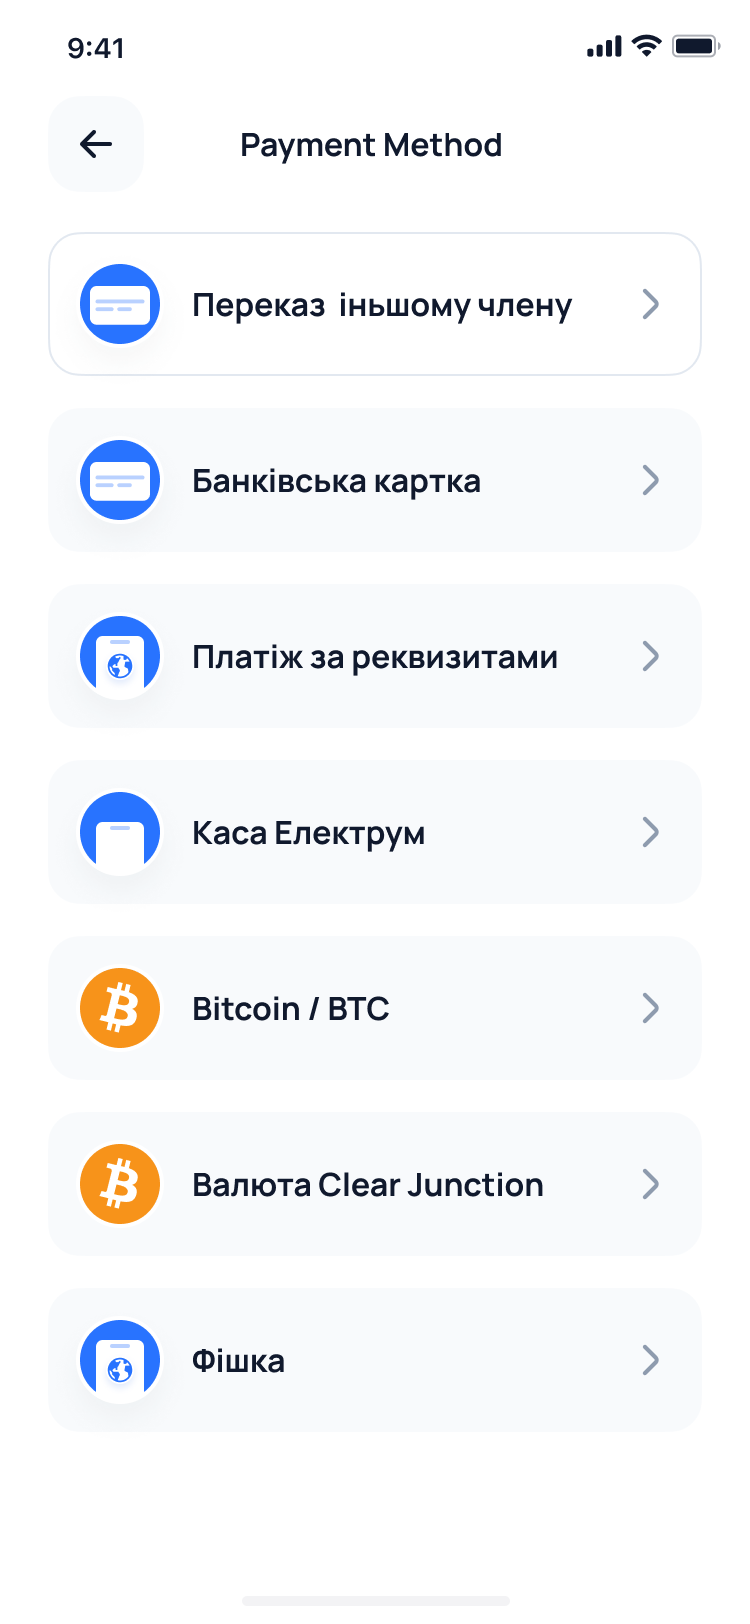 9:41
Payment Method
Переказ  іньшому члену
Банківська картка
Платіж за реквизитами
Каса Електрум
Bitcoin / BTC
Валюта Clear Junction
Фішка